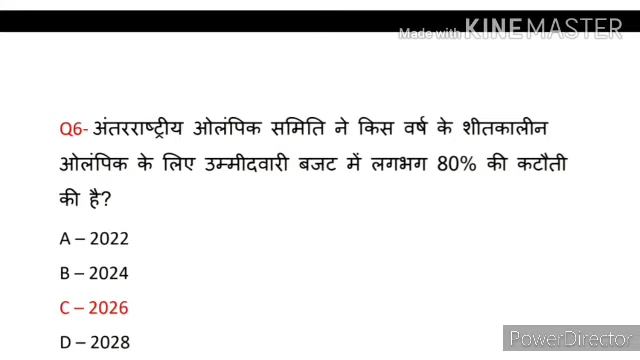 Made with KINEMASTER
Q6- अंतरराष्ट्रीय ओलंपिक समिति ने किस वर्ष के शीतकालीन
ओलंपिक के लिए उम्मीदवारी बजट में लगभग 80% की कटौती
की है?
A – 2022
B – 2024
C – 2026
D – 2028
PowerDirector